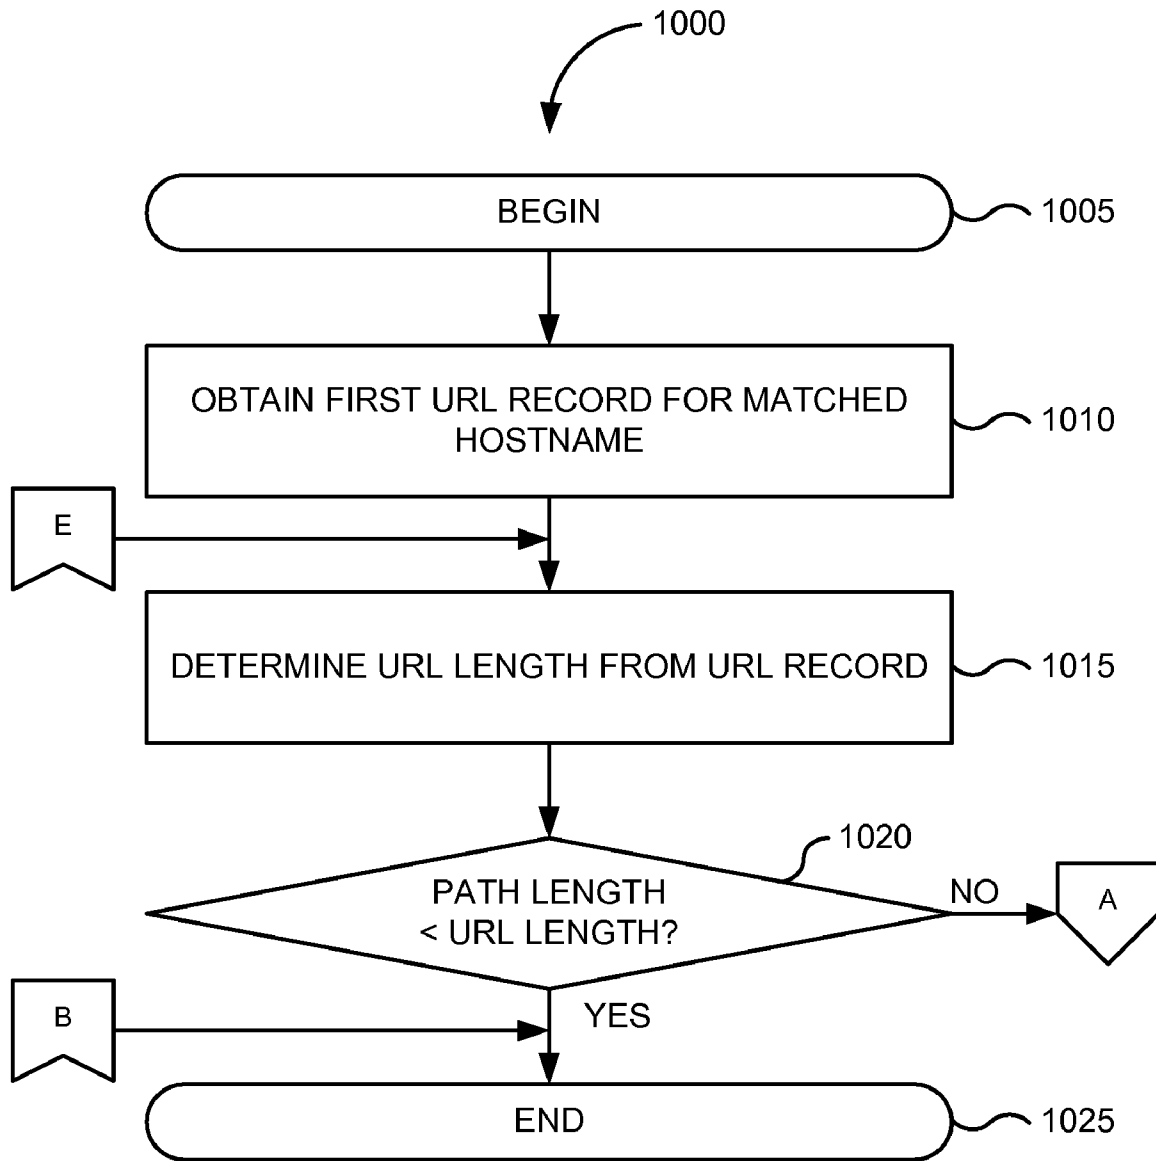 1000
BEGIN
1005
OBTAIN FIRST URL RECORD FOR MATCHED
HOSTNAME
1010
E
DETERMINE URL LENGTH FROM URL RECORD
1015
1020
PATH LENGTH
< URL LENGTH?
NO
A
YES
B
END
1025